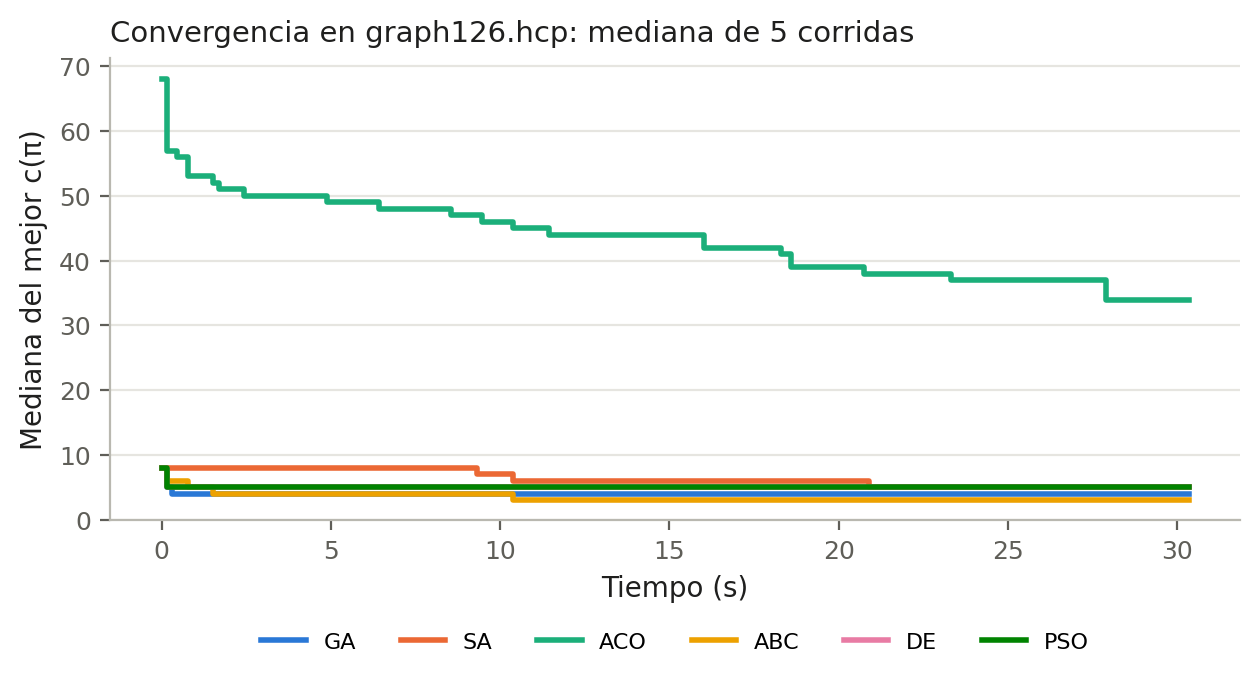 Convergencia en graph126.hcp: mediana de 5 corridas
Mediana del mejor c(π)
70
60
50
40
30
20
10
0
0 5 10 15 20 25 30
Tiempo (s)
GA SA ACO ABC DE PSO